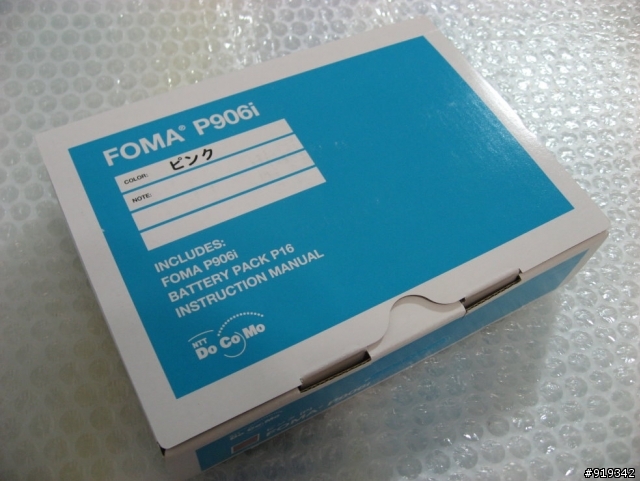 FOMA® P906i
COLOR: ピンク
NOTE:
INCLUDES:
FOMA P906i
BATTERY PACK P16
INSTRUCTION MANUAL
NTT
DoCoMo
#919342